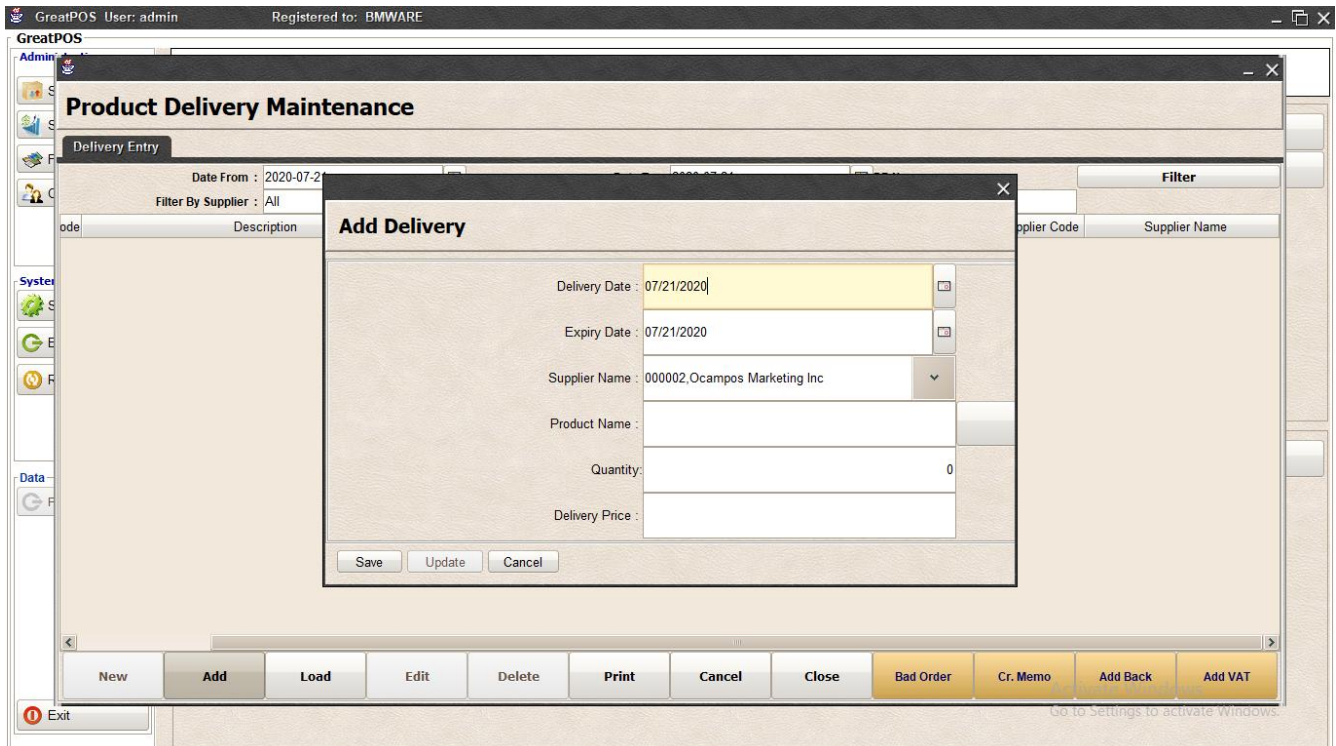 GreatPOS User: admin Registered to: BMWARE
GreatPOS
Product Delivery Maintenance
Delivery Entry
Date From : 2020-07-21
Filter
Filter By Supplier : All
Description
Supplier Name
Add Delivery
Delivery Date : 07/21/2020
Expiry Date : 07/21/2020
Supplier Name : 000002,Ocampos Marketing Inc
Product Name :
Quantity: 0
Delivery Price :
Save Update Cancel
Data
New Add Load Edit Delete Print Cancel Close Bad Order Cr. Memo Add Back Add VAT
Exit
Go to Settings to activate Windows.